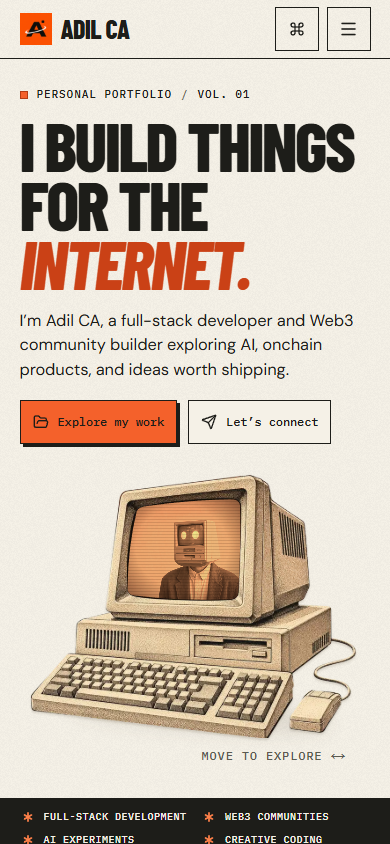 ADIL CA
PERSONAL PORTFOLIO / VOL. 01
I BUILD THINGS
FOR THE
INTERNET.
I’m Adil CA, a full-stack developer and Web3
community builder exploring AI, onchain
products, and ideas worth shipping.
Explore my work
Let’s connect
MOVE TO EXPLORE ↔
FULL-STACK DEVELOPMENT
WEB3 COMMUNITIES
AI EXPERIMENTS
CREATIVE CODING